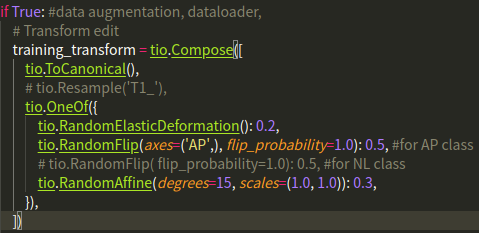 if True: #data augmentation, dataloader,
# Transform edit
training_transform = tio.Compose([
tio.ToCanonical(),
# tio.Resample('T1_'),
tio.OneOf({
tio.RandomElasticDeformation(): 0.2,
tio.RandomFlip(axes=('AP',), flip_probability=1.0): 0.5, #for AP class
# tio.RandomFlip( flip_probability=1.0): 0.5, #for NL class
tio.RandomAffine(degrees=15, scales=(1.0, 1.0)): 0.3,
}),
])